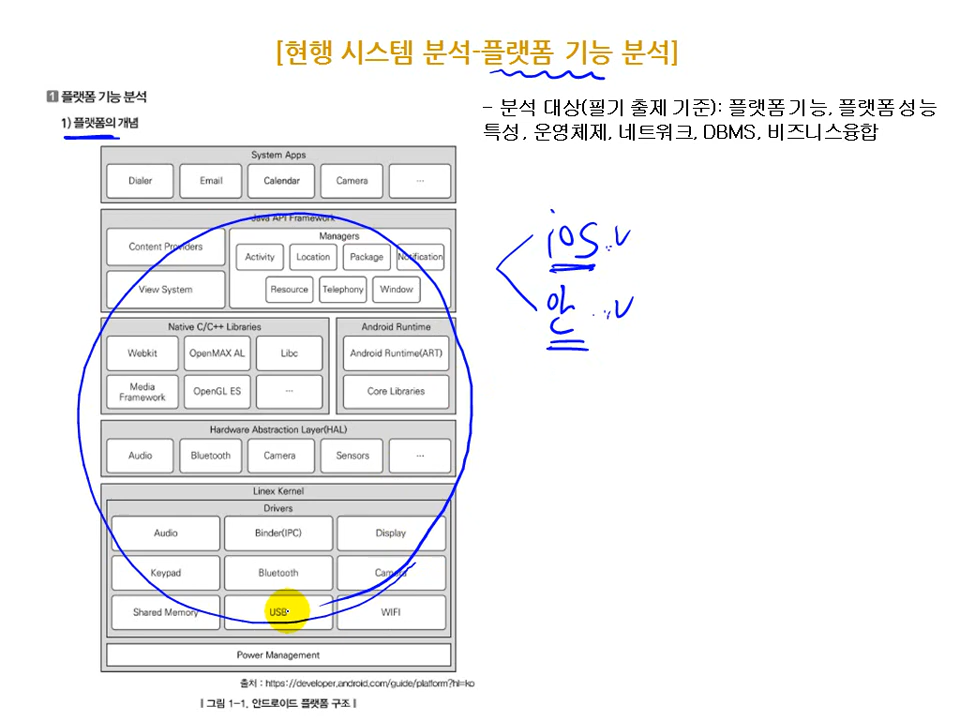 [현행 시스템 분석-플랫폼 기능 분석]
1 플랫폼 기능 분석
1) 플랫폼의 개념
- 분석 대상(필기 출제 기준): 플랫폼 기능, 플랫폼 성능
특성, 운영체제, 네트워크, DBMS, 비즈니스융합
System Apps
Dialer Email Calendar Camera ...
Java API Framework
Content Providers
Managers
Activity Location Package Notification
View System
Resource Telephony Window
iOS
안
Native C/C++ Libraries
Webkit OpenMAX AL Libc
Media Framework OpenGL ES ...
Android Runtime
Android Runtime(ART)
Core Libraries
Hardware Abstraction Layer(HAL)
Audio Bluetooth Camera Sensors ...
Linex Kernel
Drivers
Audio Binder(IPC) Display
Keypad Bluetooth Camera
Shared Memory USB WIFI
Power Management
출처 : https://developer.android.com/guide/platform?hl=ko
| 그림 1-1. 안드로이드 플랫폼 구조 |